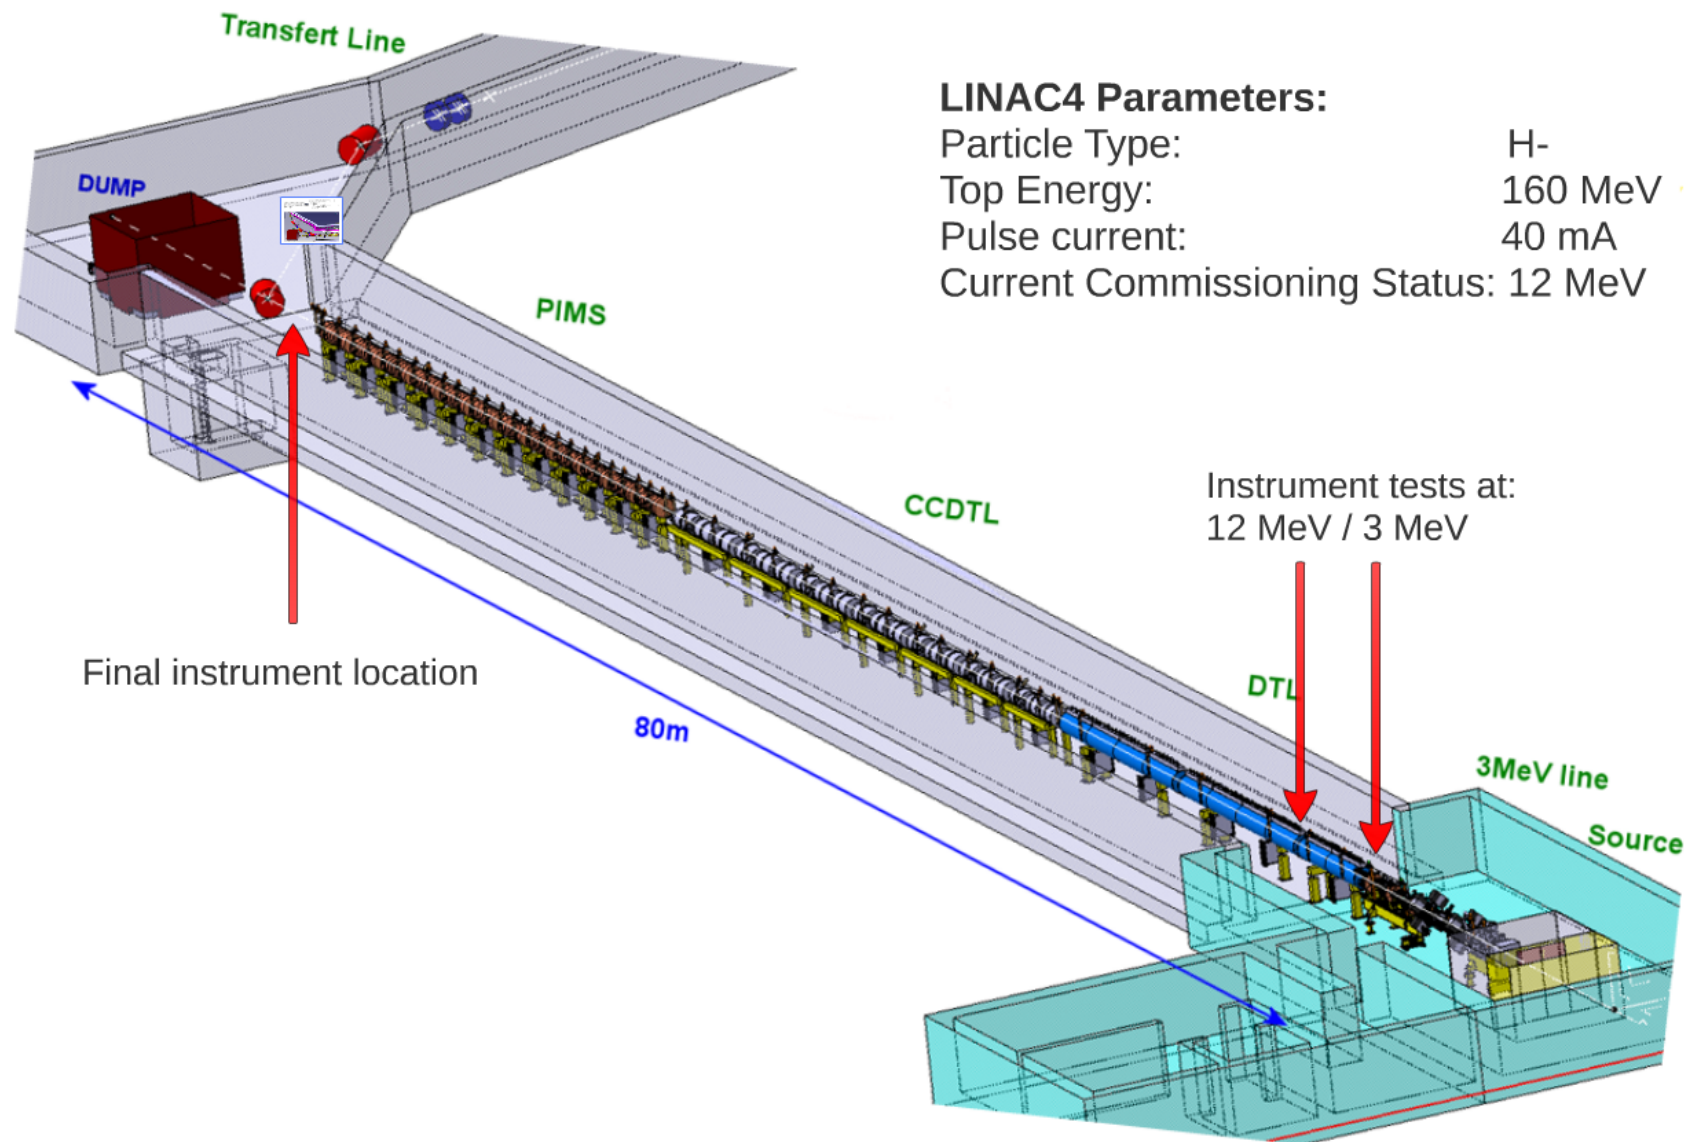 Transfert Line
LINAC4 Parameters:
Particle Type: H-
Top Energy: 160 MeV
Pulse current: 40 mA
Current Commissioning Status: 12 MeV
DUMP
PIMS
CCDTL
Instrument tests at:
12 MeV / 3 MeV
Final instrument location
80m
DTL
3MeV line
Source